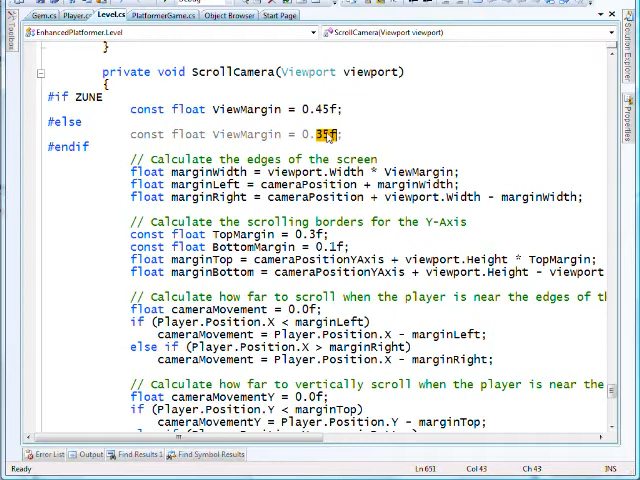 Debug
Gem.cs Player.cs Level.cs PlatformerGame.cs Object Browser Start Page
EnhancedPlatformer.Level ScrollCamera(Viewport viewport)
}
private void ScrollCamera(Viewport viewport)
{
#if ZUNE
const float ViewMargin = 0.45f;
#else
const float ViewMargin = 0.35f;
#endif
// Calculate the edges of the screen
float marginWidth = viewport.Width * ViewMargin;
float marginLeft = cameraPosition + marginWidth;
float marginRight = cameraPosition + viewport.Width - marginWidth;
// Calculate the scrolling borders for the Y-Axis
float TopMargin = 0.3f;
float BottomMargin = 0.1f;
float marginTop = cameraPositionYAxis + viewport.Height * TopMargin;
float marginBottom = cameraPositionYAxis + viewport.Height - viewport
// Calculate how far to scroll when the player is near the edges of th
float cameraMovement = 0.0f;
if (Player.Position.X < marginLeft)
cameraMovement = Player.Position.X - marginLeft;
else if (Player.Position.X > marginRight)
cameraMovement = Player.Position.X - marginRight;
// Calculate how far to vertically scroll when the player is near the
float cameraMovementY = 0.0f;
if (Player.Position.Y < marginTop)
cameraMovementY = Player.Position.Y - marginTop;
Toolbox
Solution Explorer
Properties
Error List Output Find Results 1 Find Symbol Results
Ready Ln 651 Col 43 Ch 43 INS